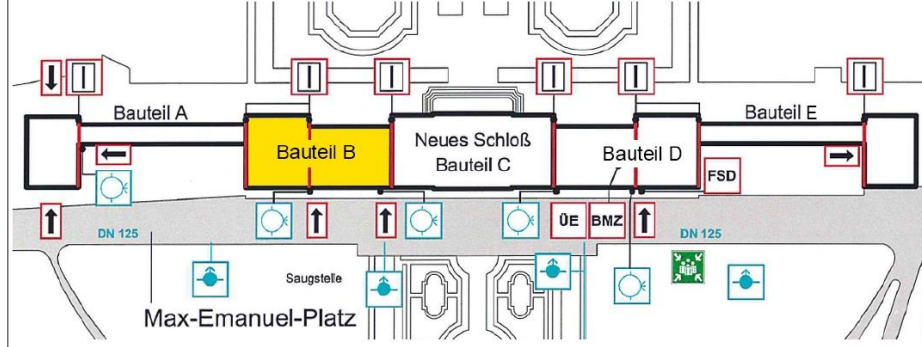 Bauteil A
Bauteil E
Neues Schloß
Bauteil B
Bauteil C
Bauteil D
FSD
ÜE
BMZ
DN 125
DN 125
Saugstelle
Max-Emanuel-Platz